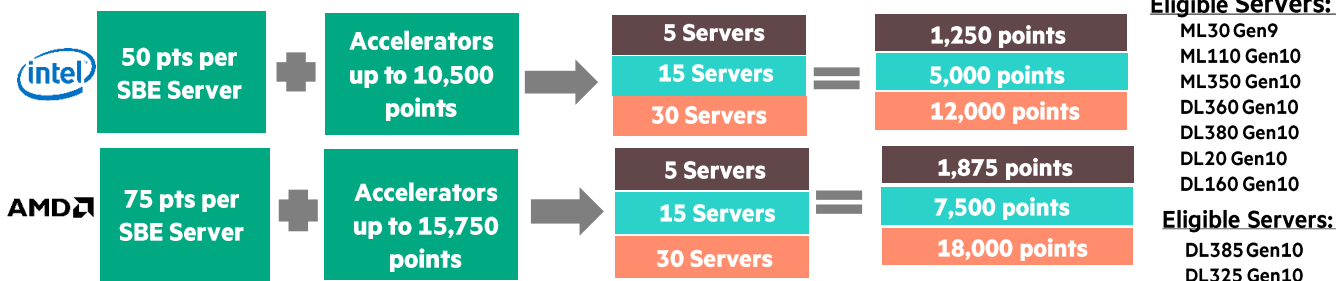 intel
50 pts per
SBE Server
Accelerators
up to 10,500
points
5 Servers
15 Servers
30 Servers
1,250 points
5,000 points
12,000 points
Eligible Servers:
ML30 Gen9
ML110 Gen10
ML350 Gen10
DL360 Gen10
DL380 Gen10
DL20 Gen10
DL160 Gen10
AMD
75 pts per
SBE Server
Accelerators
up to 15,750
points
5 Servers
15 Servers
30 Servers
1,875 points
7,500 points
18,000 points
Eligible Servers:
DL385 Gen10
DL325 Gen10